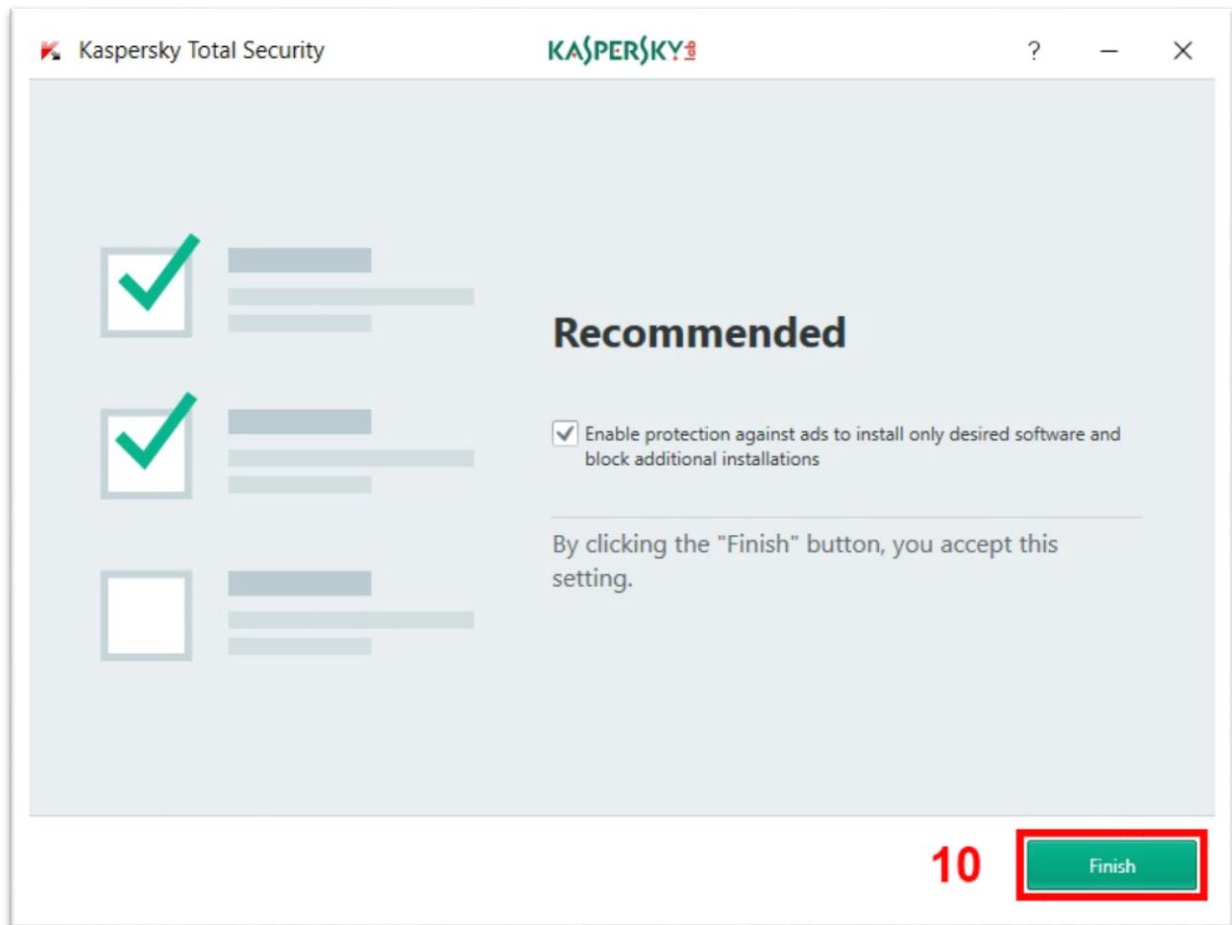 Kaspersky Total Security
KASPERSKY lab
?
Recommended
Enable protection against ads to install only desired software and
block additional installations
By clicking the "Finish" button, you accept this
setting.
10
Finish